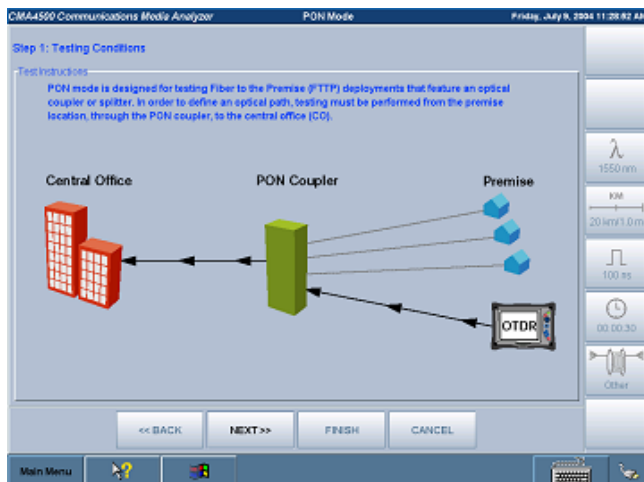 CMA4500 Communications Media Analyzer PON Mode Friday, July 9, 2004 11:28:52 AM
Step 1: Testing Conditions
Test Instructions
PON mode is designed for testing Fiber to the Premise (FTTP) deployments that feature an optical
coupler or splitter. In order to define an optical path, testing must be performed from the premise
location, through the PON coupler, to the central office (CO).
Central Office PON Coupler Premise
OTDR
λ
1550 nm
KM
20 km/1.0 m
100 ns
00:00:30
Other
<< BACK NEXT >> FINISH CANCEL
Main Menu